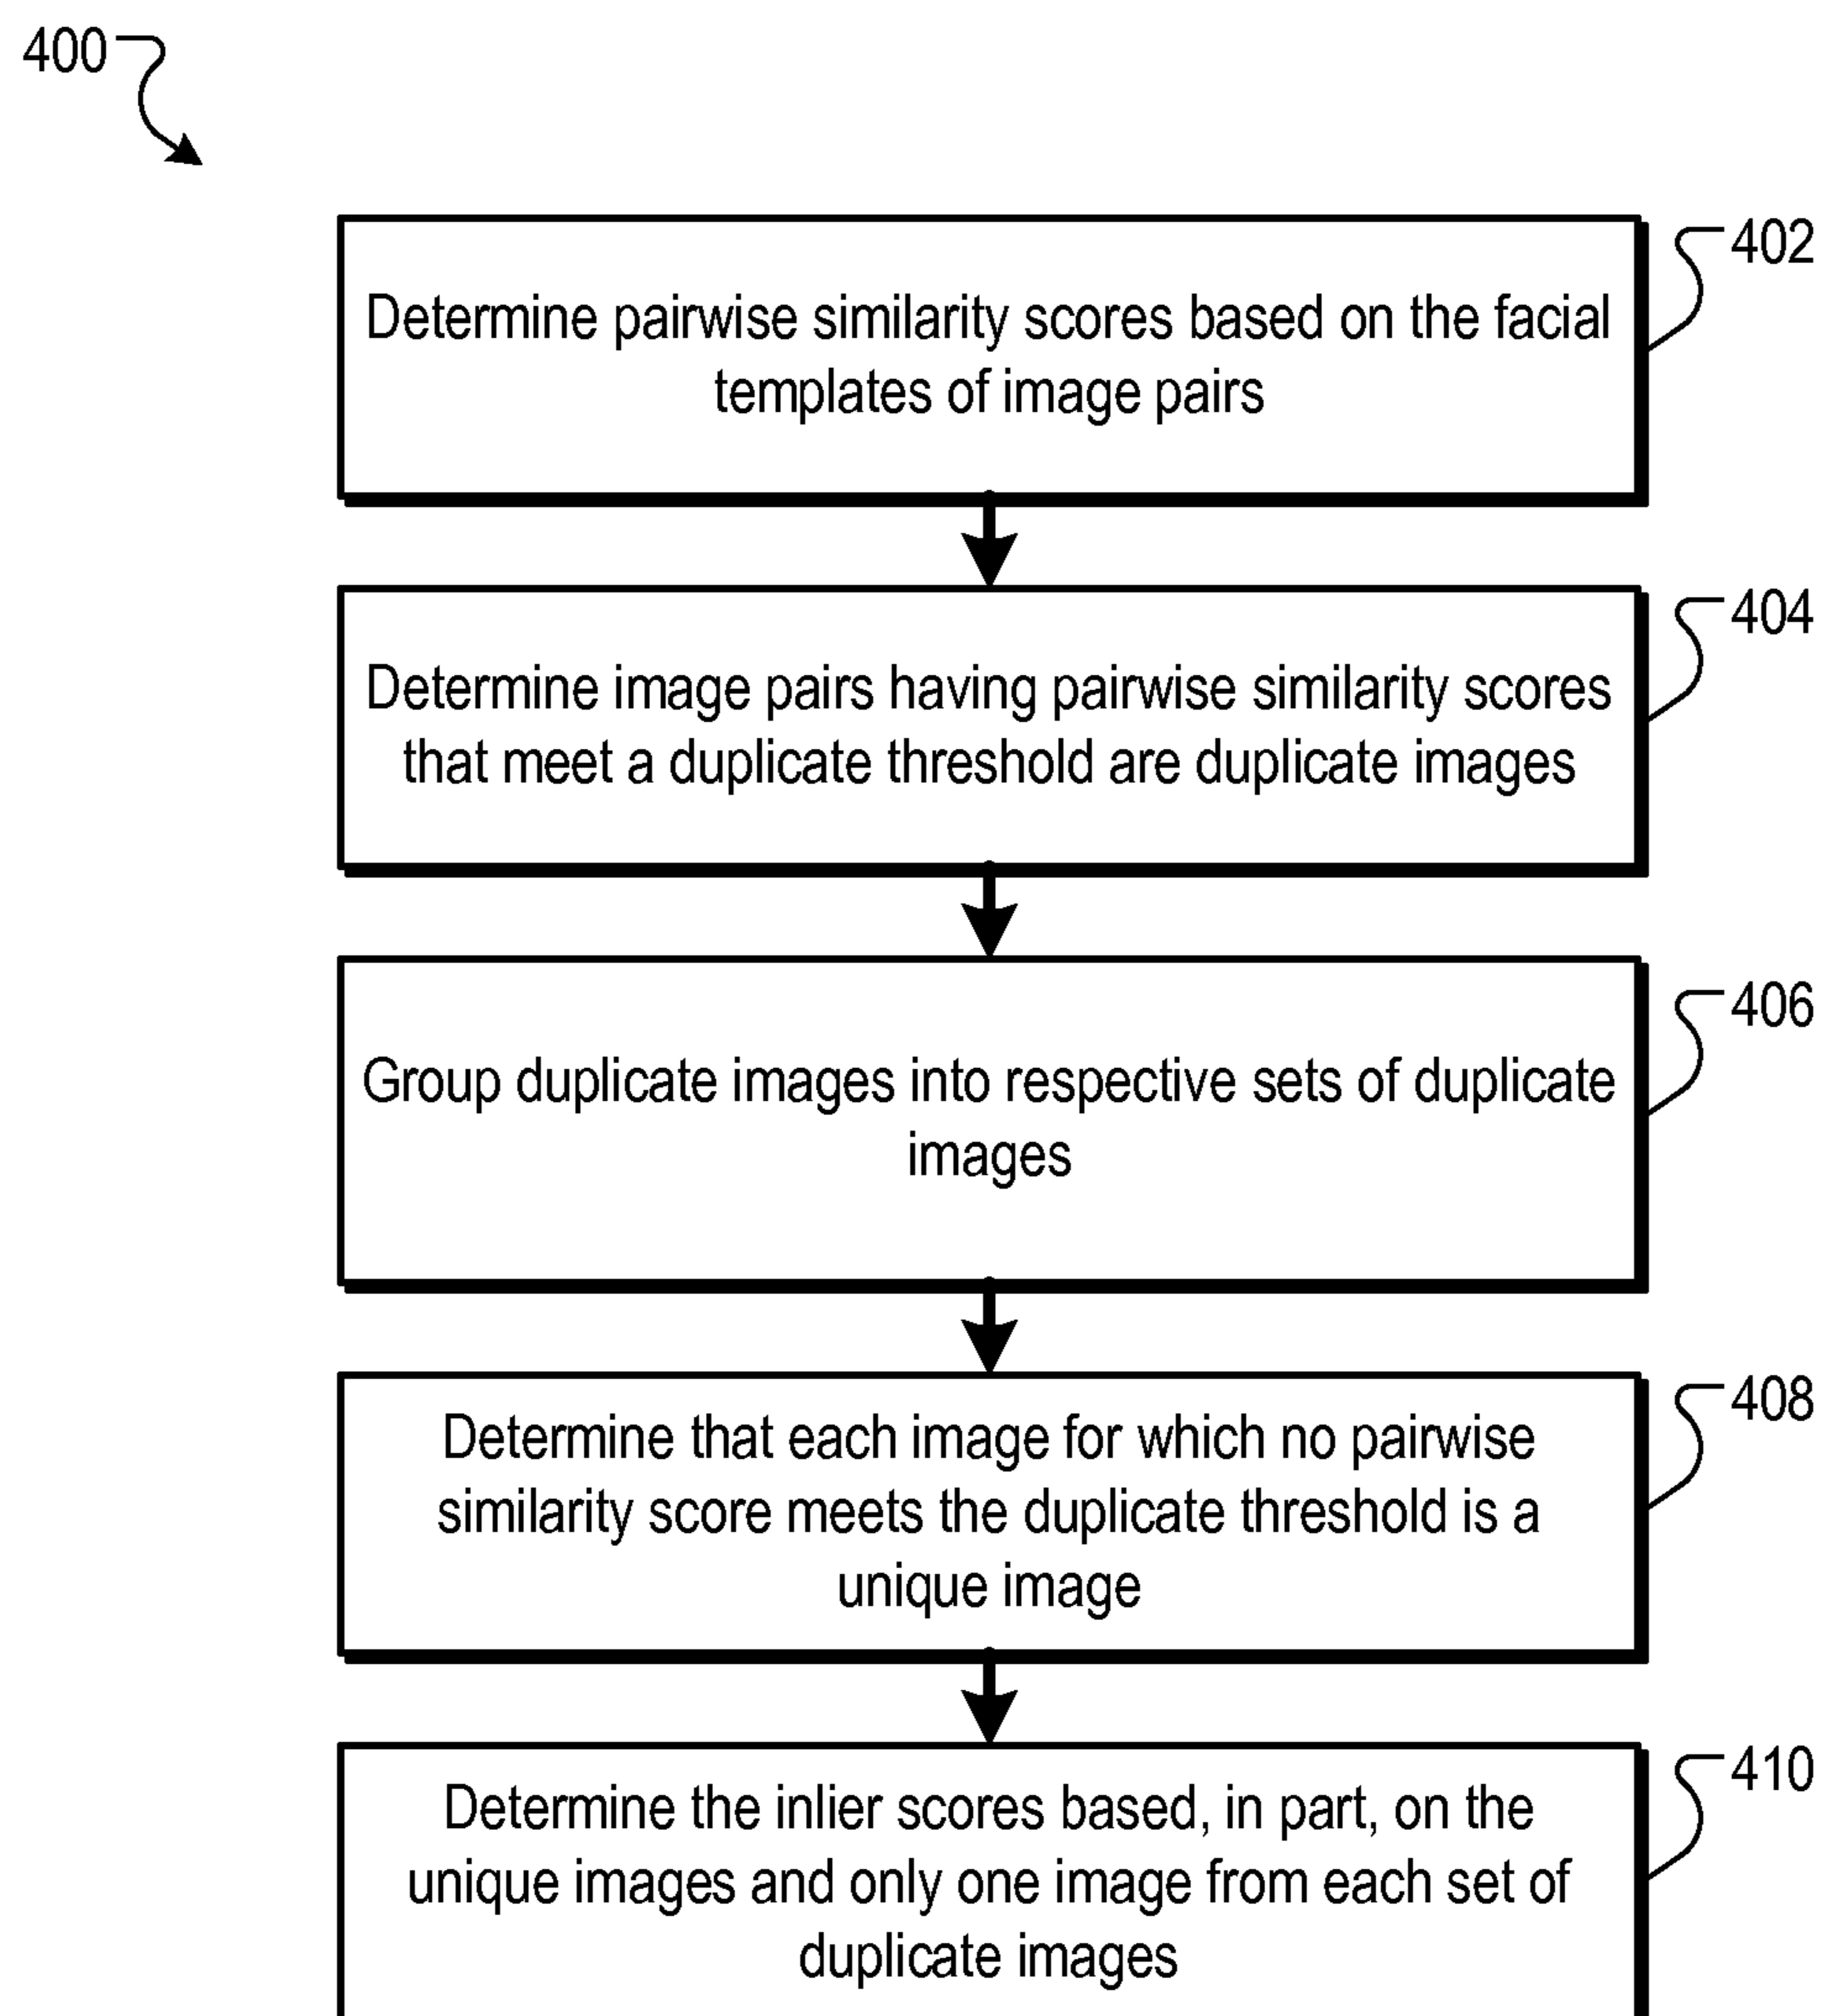 400
402
Determine pairwise similarity scores based on the facial
templates of image pairs
404
Determine image pairs having pairwise similarity scores
that meet a duplicate threshold are duplicate images
406
Group duplicate images into respective sets of duplicate
images
408
Determine that each image for which no pairwise
similarity score meets the duplicate threshold is a
unique image
410
Determine the inlier scores based, in part, on the
unique images and only one image from each set of
duplicate images